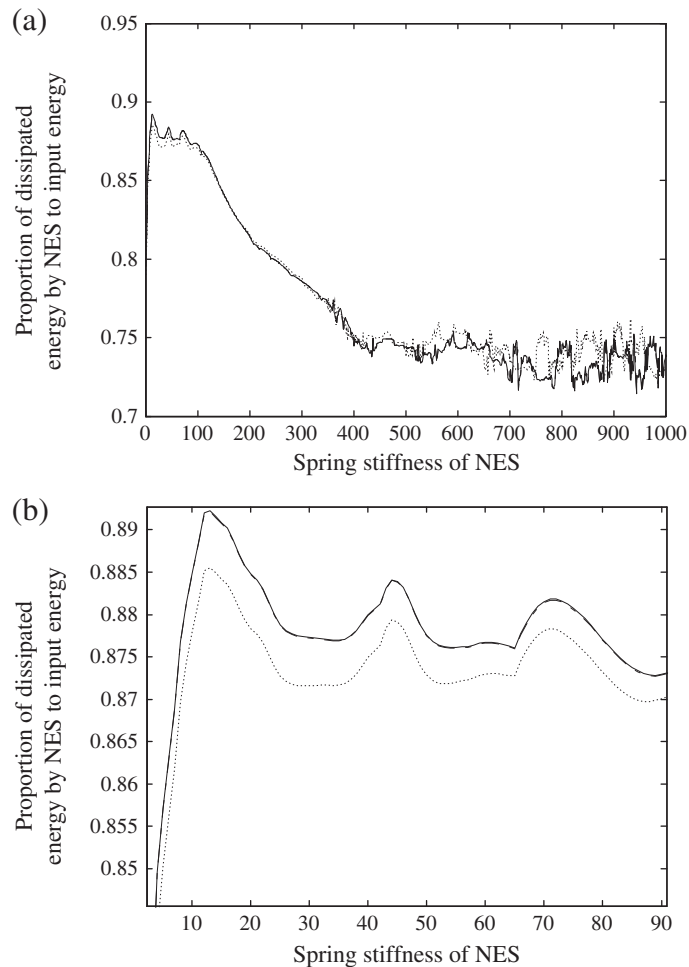 (a)
Proportion of dissipated
energy by NES to input energy
0.95
0.9
0.85
0.8
0.75
0.7
0 100 200 300 400 500 600 700 800 900 1000
Spring stiffness of NES
(b)
Proportion of dissipated
energy by NES to input energy
0.89
0.885
0.88
0.875
0.87
0.865
0.86
0.855
0.85
10 20 30 40 50 60 70 80 90
Spring stiffness of NES